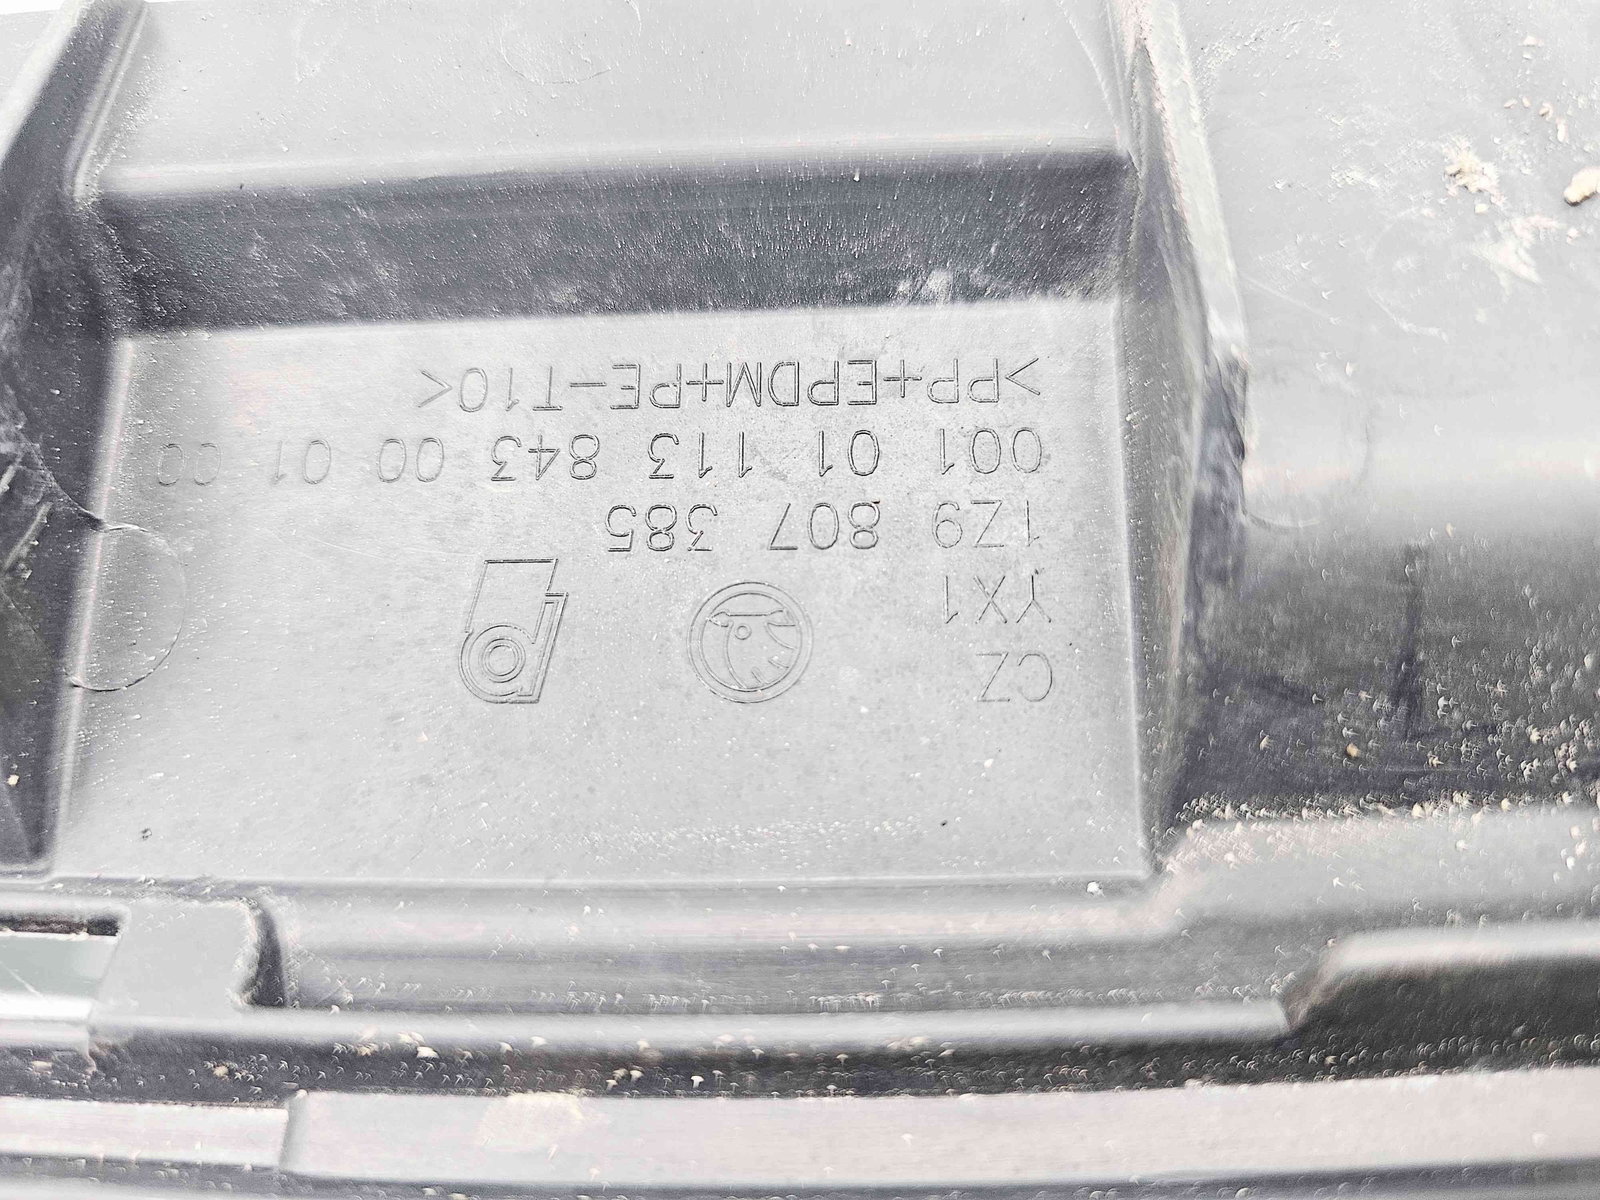 CZ
YX1
1Z9 807 385
001 01 113 843 00 01 00
>PP+EPDM+PE-T10<